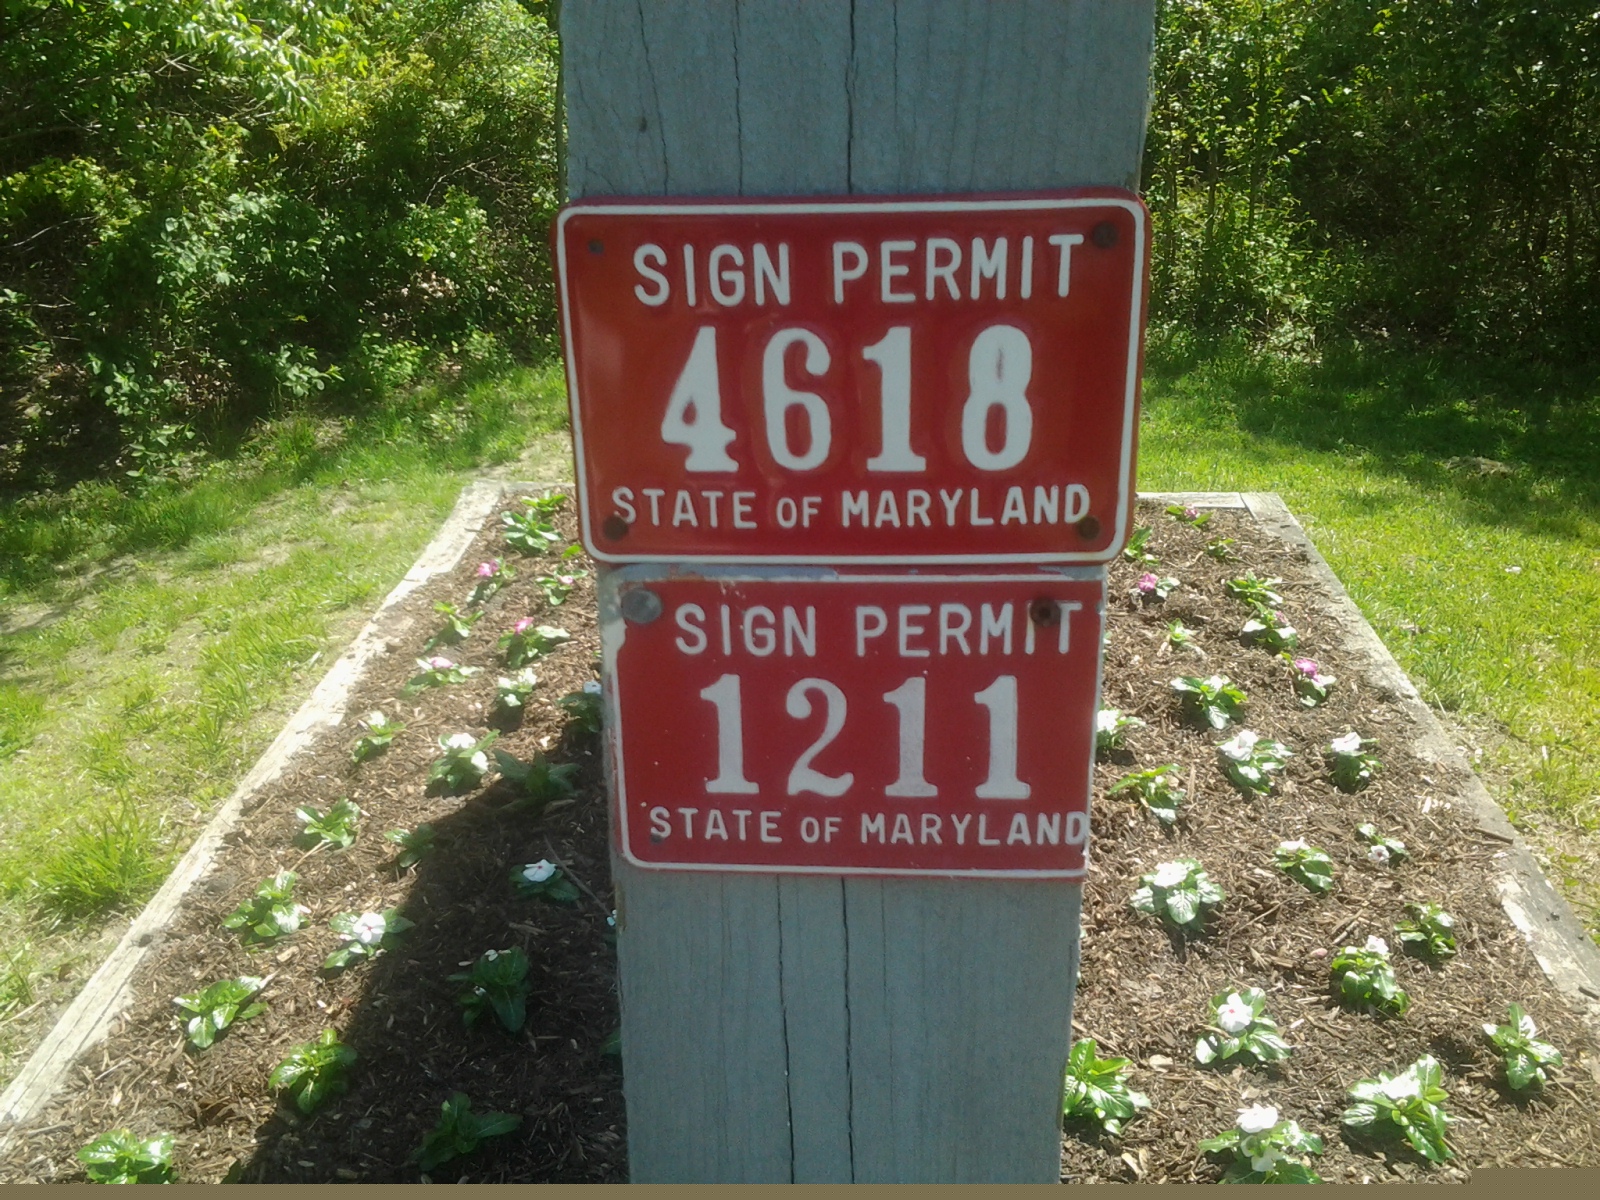 SIGN PERMIT
4618
STATE OF MARYLAND
SIGN PERMIT
1211
STATE OF MARYLAND